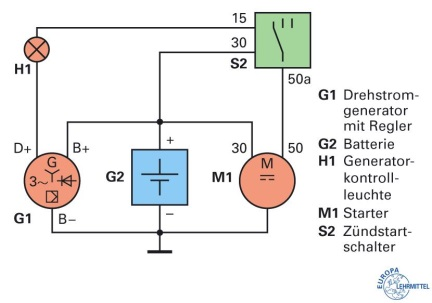 15
30
S2
H1
50a
D+
G
3~
B+
G1
B–
+
G2
–
30
M
50
M1
G1 Drehstrom-
generator
mit Regler
G2 Batterie
H1 Generator-
kontroll-
leuchte
M1 Starter
S2 Zündstart-
schalter
EUROPA
LEHRMITTEL